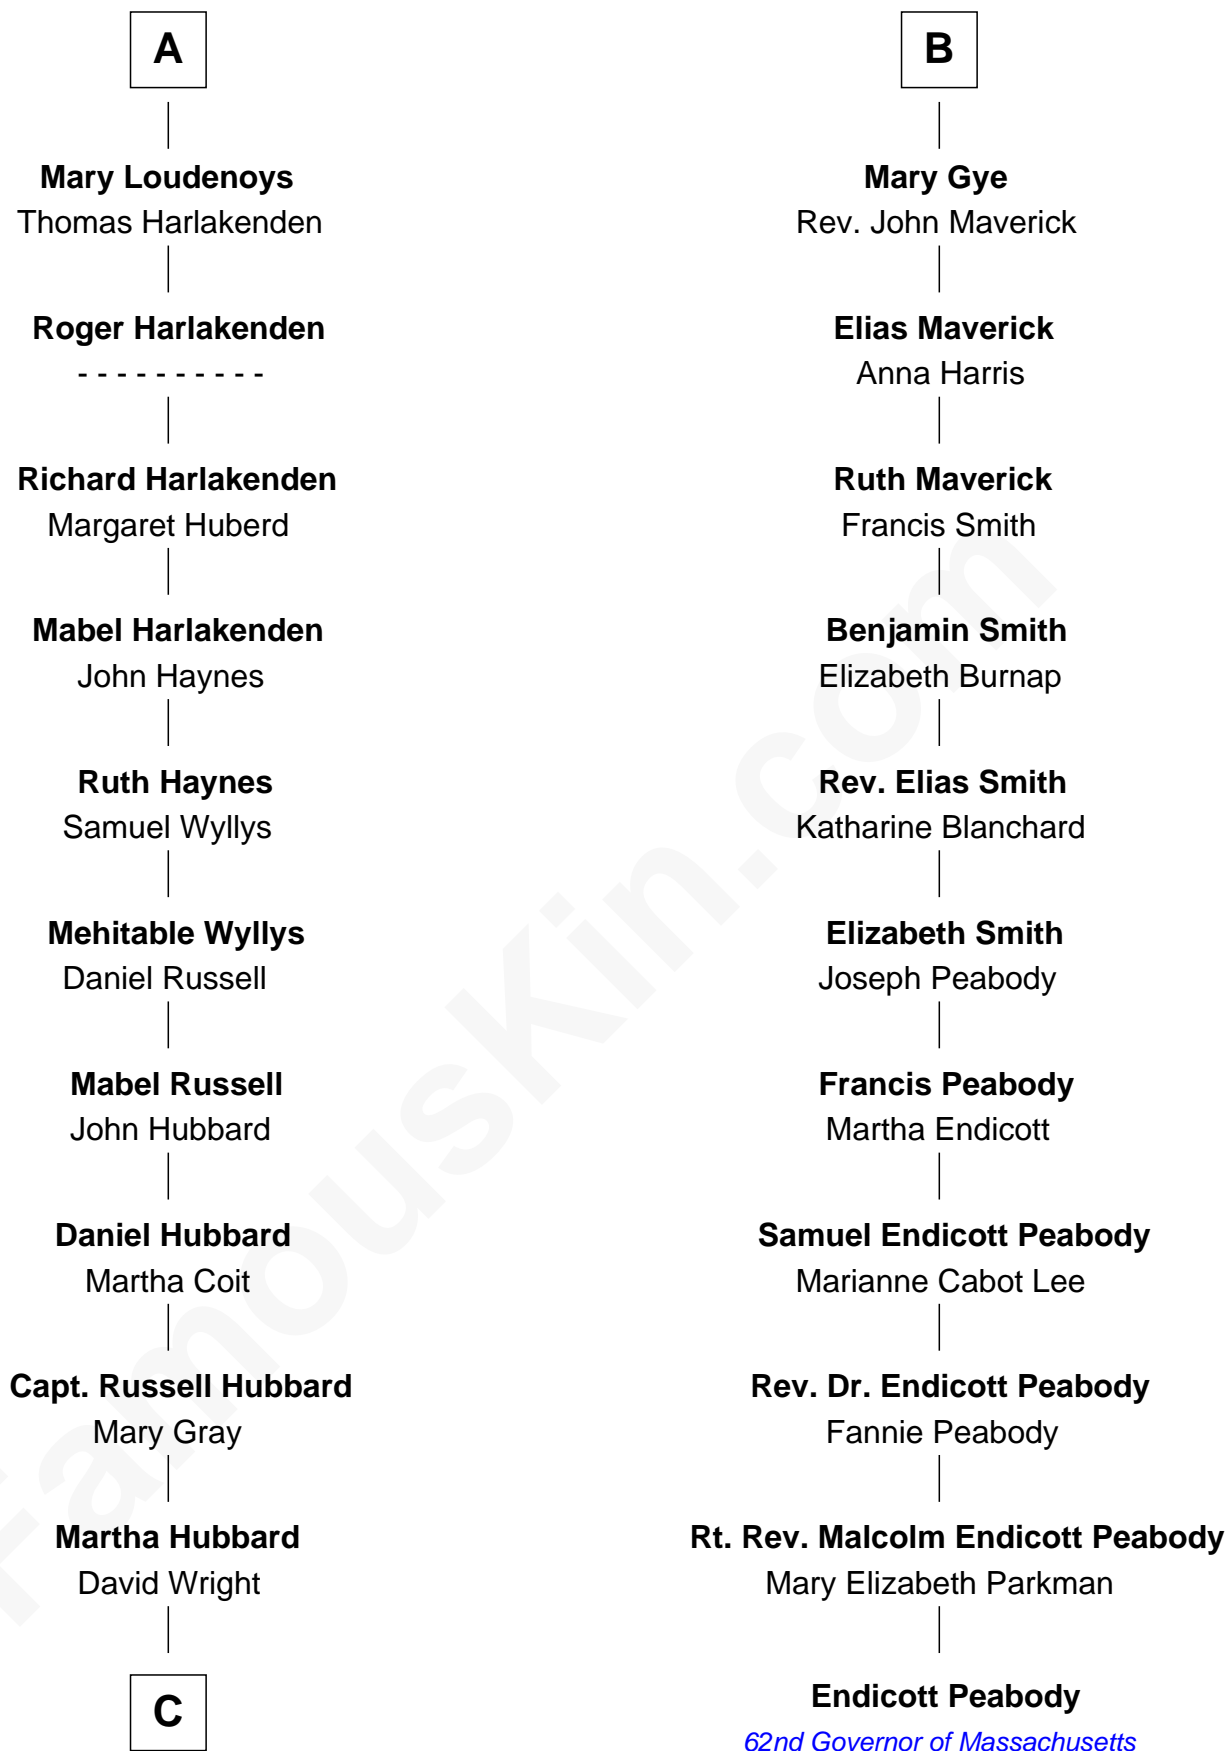 A
Mary Loudenoys
Thomas Harlakenden
Roger Harlakenden
- - - - - - - - - -
Richard Harlakenden
Margaret Huberd
Mabel Harlakenden
John Haynes
Ruth Haynes
Samuel Wyllys
Mehitable Wyllys
Daniel Russell
Mabel Russell
John Hubbard
Daniel Hubbard
Martha Coit
Capt. Russell Hubbard
Mary Gray
Martha Hubbard
David Wright
C
B
Mary Gye
Rev. John Maverick
Elias Maverick
Anna Harris
Ruth Maverick
Francis Smith
Benjamin Smith
Elizabeth Burnap
Rev. Elias Smith
Katharine Blanchard
Elizabeth Smith
Joseph Peabody
Francis Peabody
Martha Endicott
Samuel Endicott Peabody
Marianne Cabot Lee
Rev. Dr. Endicott Peabody
Fannie Peabody
Rt. Rev. Malcolm Endicott Peabody
Mary Elizabeth Parkman
Endicott Peabody
62nd Governor of Massachusetts
FamousKin.com